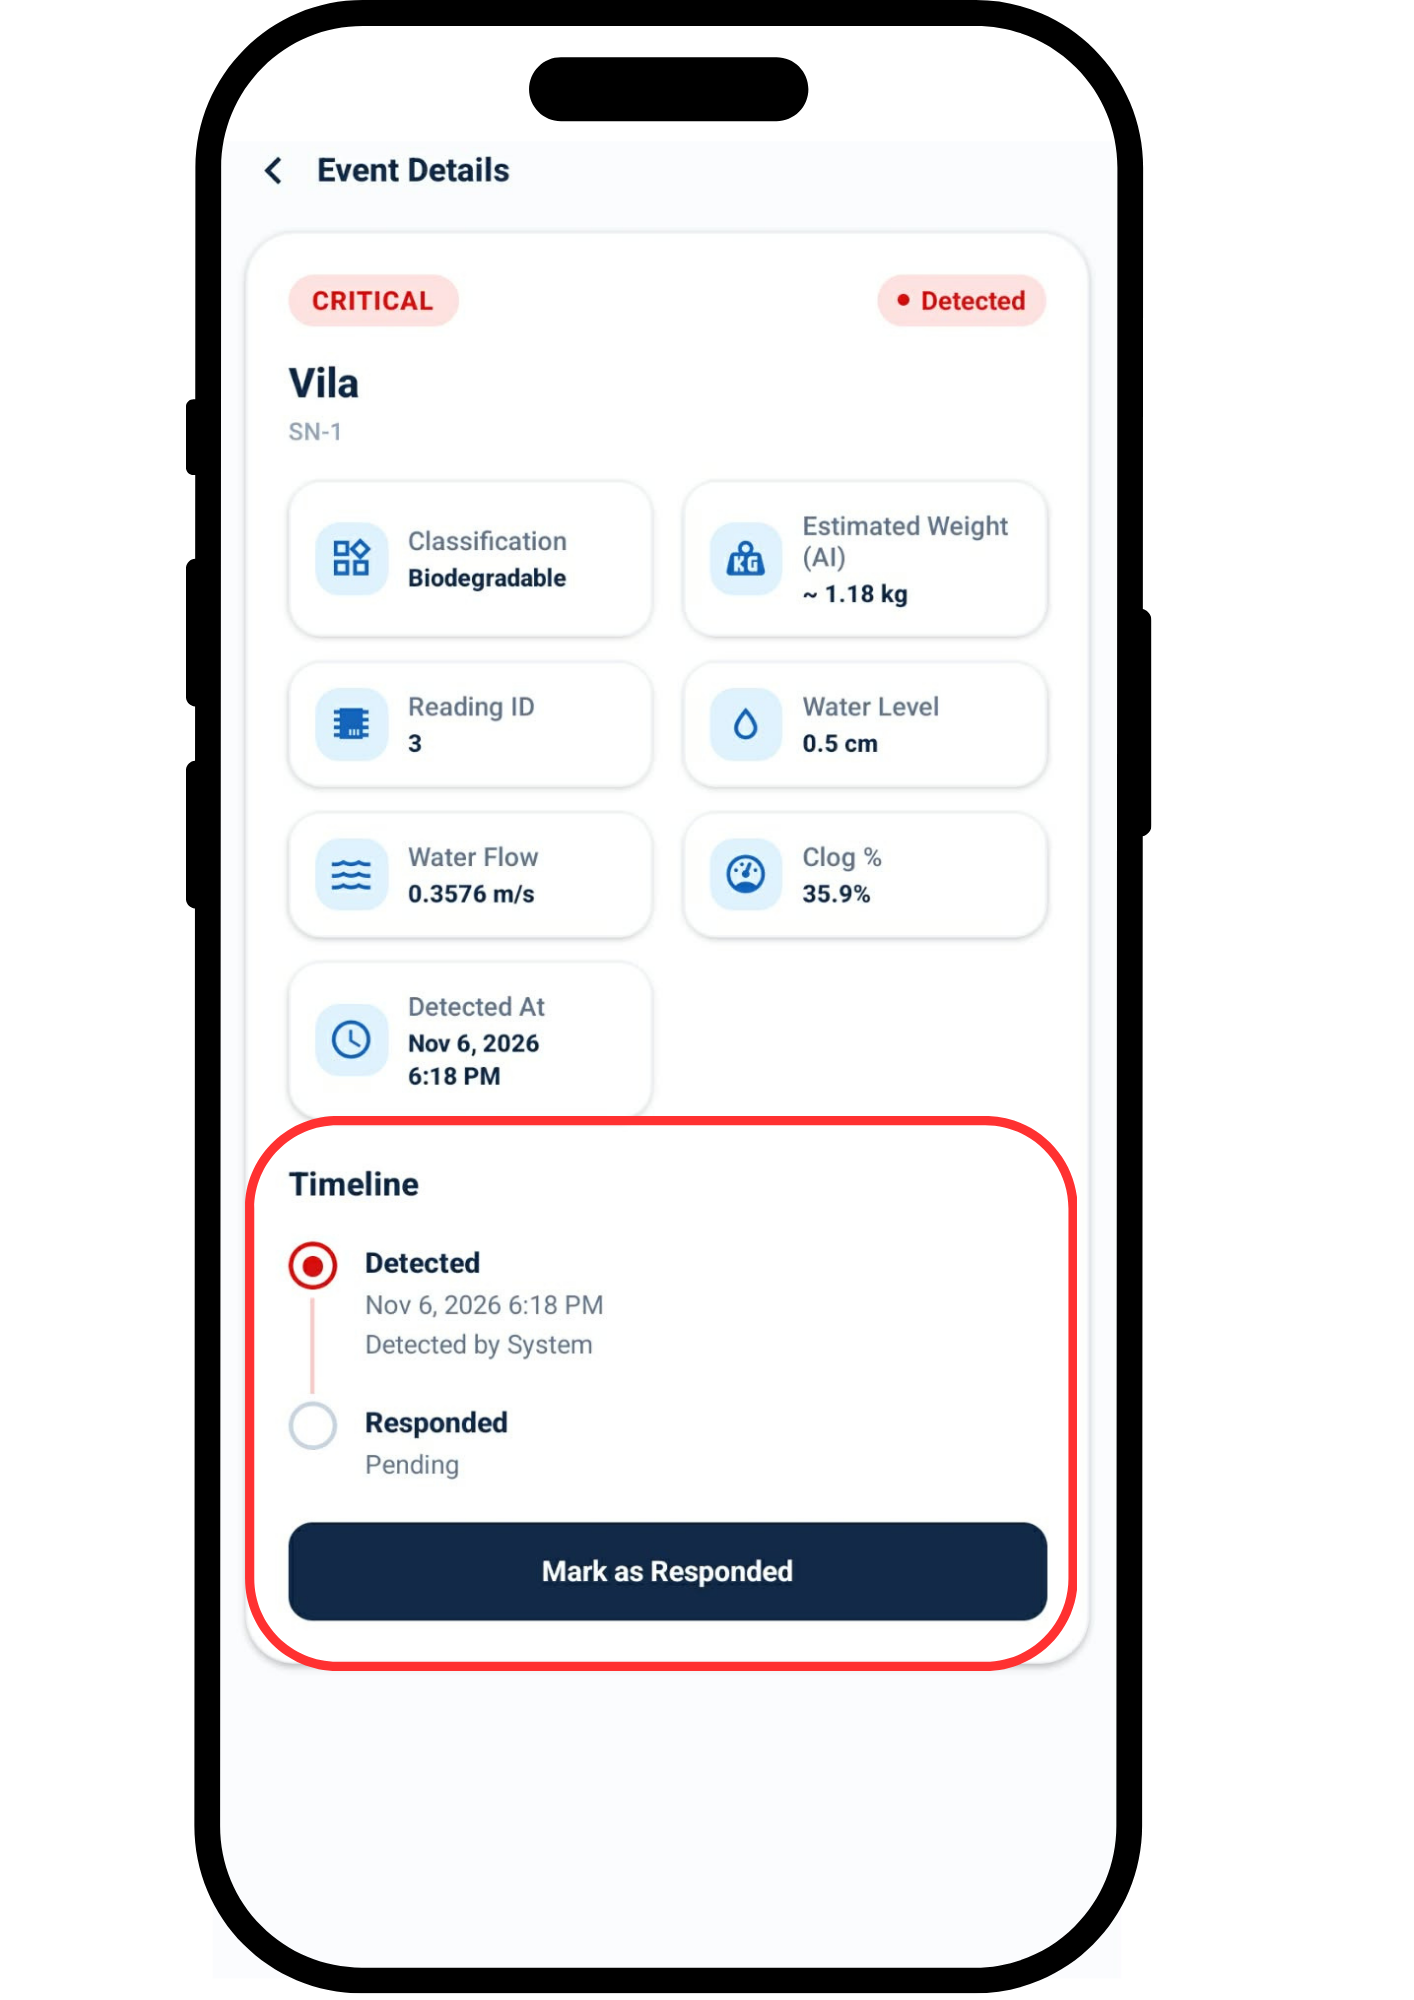 Event Details
CRITICAL
Detected
Vila
SN-1
Classification
Biodegradable
Estimated Weight
(AI)
~ 1.18 kg
Reading ID
3
Water Level
0.5 cm
Water Flow
0.3576 m/s
Clog %
35.9%
Detected At
Nov 6, 2026
6:18 PM
Timeline
Detected
Nov 6, 2026 6:18 PM
Detected by System
Responded
Pending
Mark as Responded